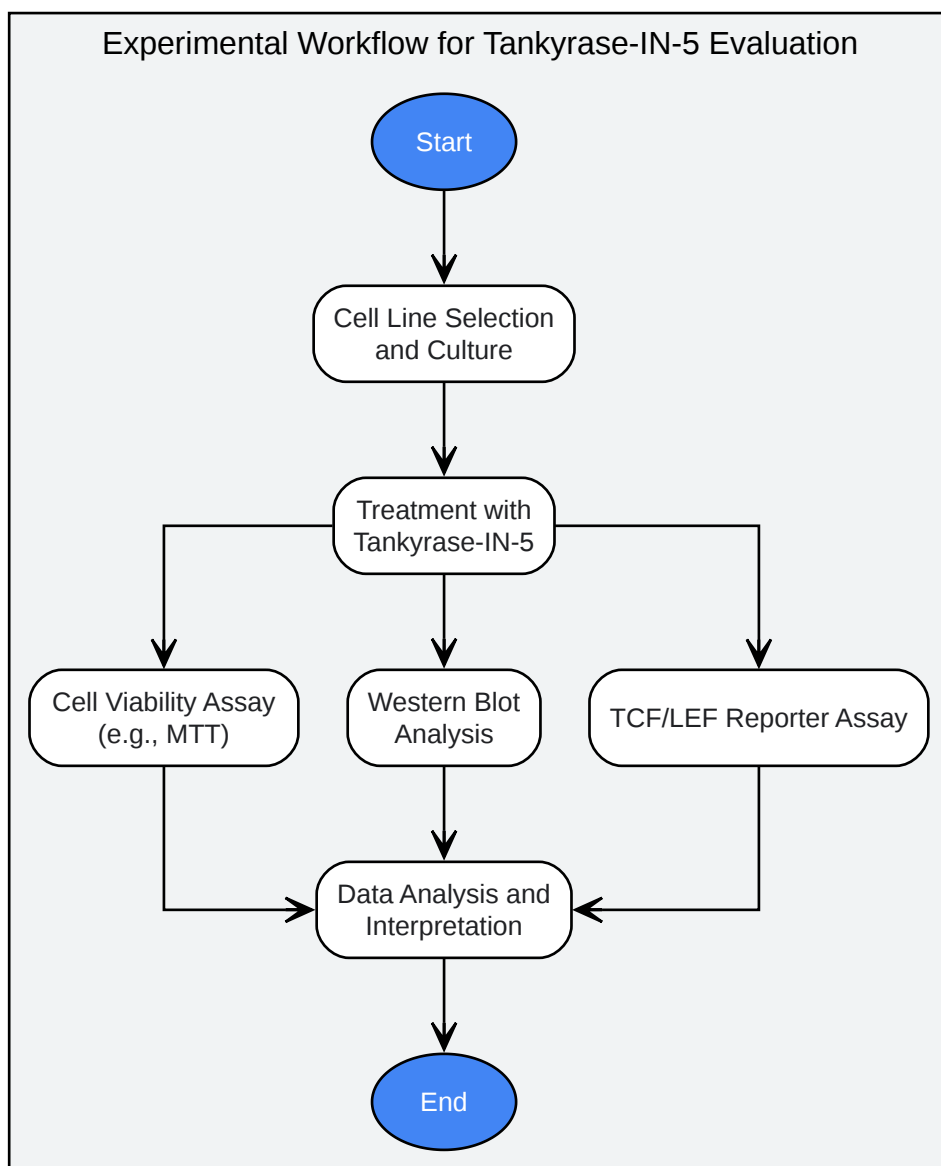 Experimental Workflow for Tankyrase-IN-5 Evaluation
Start
Cell Line Selection
and Culture
Treatment with
Tankyrase-IN-5
Cell Viability Assay
(e.g., MTT)
Western Blot
Analysis
TCF/LEF Reporter Assay
Data Analysis and
Interpretation
End